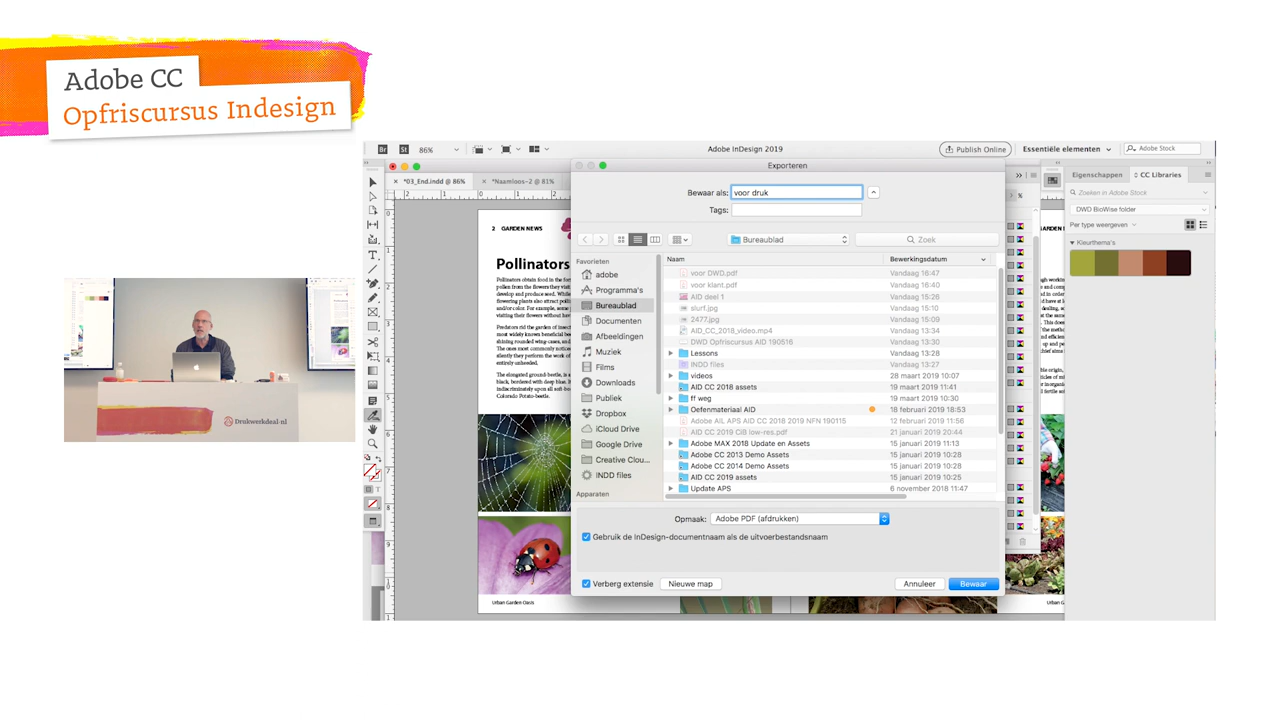 Adobe CC
Opfriscursus Indesign
Br
St
86%
Adobe InDesign 2019
Publish Online
Essentiële elementen
Adobe Stock
*03_End.indd @ 86%
*Naamloos-2 @ 81%
Exporteren
Bewaar als: voor druk
Tags:
Bureaublad
Zoek
Favorieten
adobe
Programma's
Bureaublad
Documenten
Afbeeldingen
Muziek
Films
Downloads
Publiek
Dropbox
iCloud Drive
Google Drive
Creative Clou...
INDD files
Apparaten
Naam Bewerkingsdatum
voor DWD.pdf Vandaag 16:47
voor klant.pdf Vandaag 16:40
AID deel 1 Vandaag 15:26
slurf.jpg Vandaag 15:10
2477.jpg Vandaag 15:09
AID_CC_2018_video.mp4 Vandaag 13:34
DWD Opfriscursus AID 190516 Vandaag 13:28
Lessons Vandaag 13:28
INDD files Vandaag 13:27
videos 28 maart 2019 10:07
AID CC 2018 assets 19 maart 2019 11:41
ff weg 19 maart 2019 10:30
Oefenmateriaal AID 18 februari 2019 18:53
Adobe AIL APS AID CC 2018 2019 NFN 190115 12 februari 2019 11:56
AID CC 2019 CiB low-res.pdf 21 januari 2019 20:44
Adobe MAX 2018 Update en Assets 15 januari 2019 11:13
Adobe CC 2013 Demo Assets 15 januari 2019 10:28
Adobe CC 2014 Demo Assets 15 januari 2019 10:28
AID CC 2019 assets 15 januari 2019 10:25
Update APS 6 november 2018 11:47
Opmaak: Adobe PDF (afdrukken)
Gebruik de InDesign-documentnaam als de uitvoerbestandsnaam
Verberg extensie
Nieuwe map
Annuleer
Bewaar
Eigenschappen
CC Libraries
Zoeken in Adobe Stock
DWD BioWise folder
Per type weergeven
Kleurthema's
2 GARDEN NEWS
Pollinators
Urban Garden Oasis
Drukwerkdeal.nl